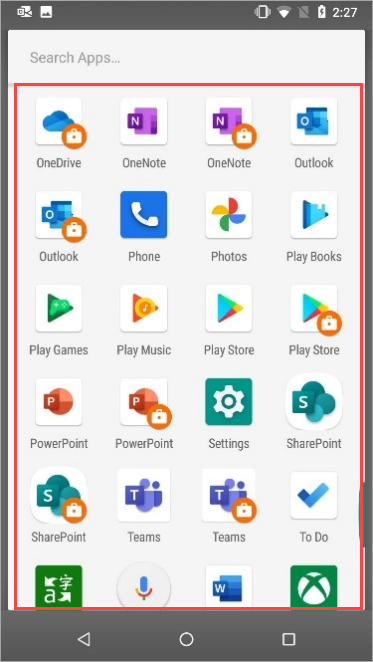 2:27
Search Apps...
OneDrive OneNote OneNote Outlook
Outlook Phone Photos Play Books
Play Games Play Music Play Store Play Store
PowerPoint PowerPoint Settings SharePoint
SharePoint Teams Teams To Do